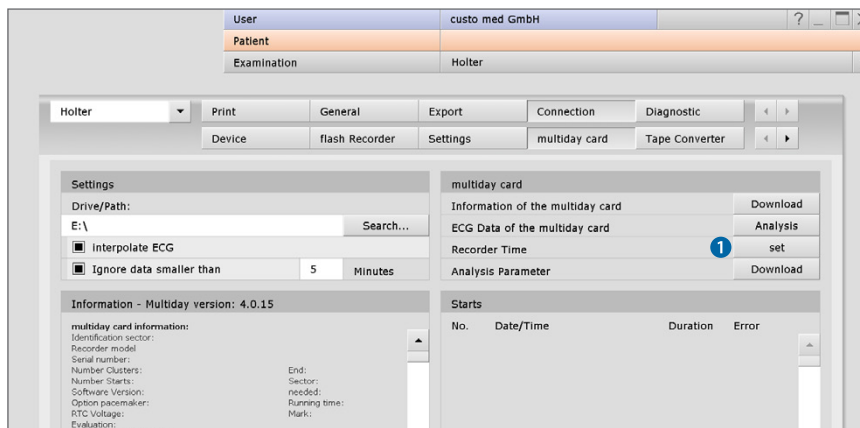 User custo med GmbH ?
Patient
Examination Holter
Holter Print General Export Connection Diagnostic
Device flash Recorder Settings multiday card Tape Converter
Settings
Drive/Path:
E:\ Search...
interpolate ECG
Ignore data smaller than 5 Minutes
multiday card
Information of the multiday card Download
ECG Data of the multiday card Analysis
Recorder Time 1 set
Analysis Parameter Download
Information - Multiday version: 4.0.15
multiday card information:
Identification sector:
Recorder model
Serial number:
Number Clusters: End:
Number Starts: Sector:
Software Version: needed:
Option pacemaker: Running time:
RTC Voltage: Mark:
Evaluation:
Starts
No. Date/Time Duration Error